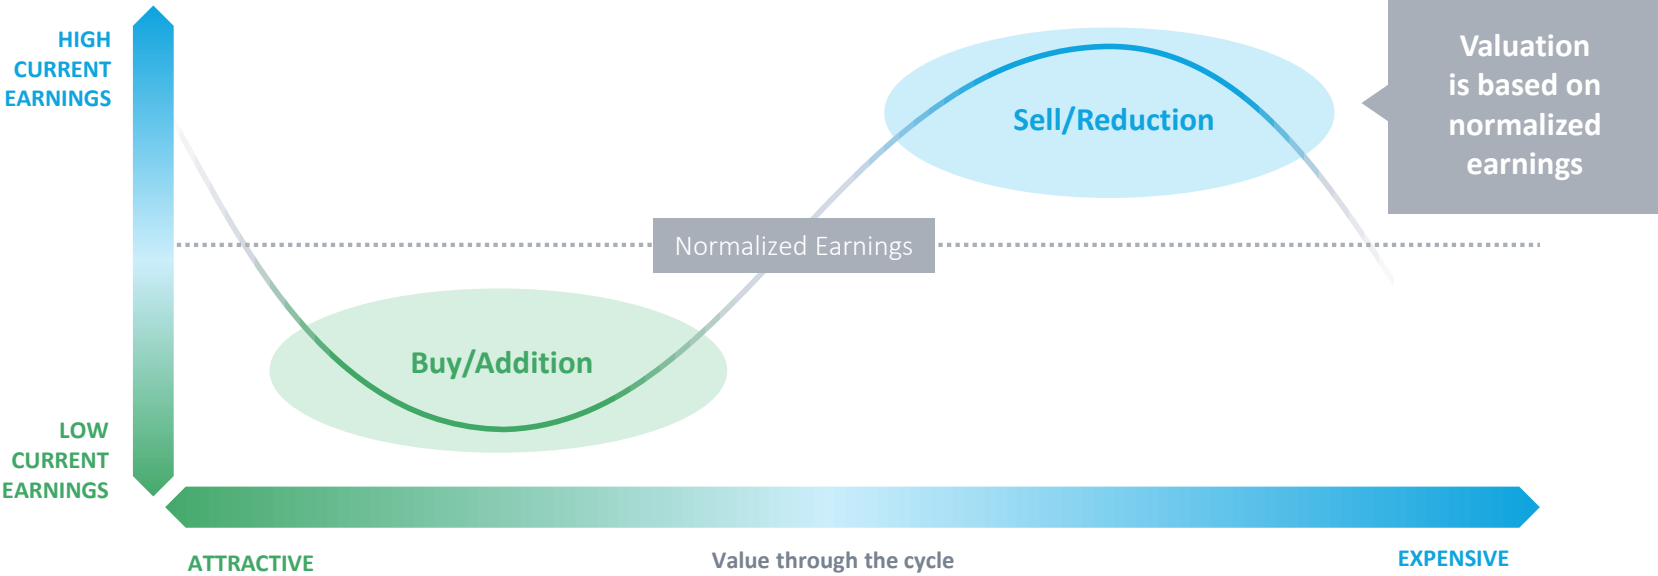 HIGH
CURRENT
EARNINGS
Valuation
is based on
normalized
earnings
Sell/Reduction
Normalized Earnings
Buy/Addition
LOW
CURRENT
EARNINGS
ATTRACTIVE
Value through the cycle
EXPENSIVE